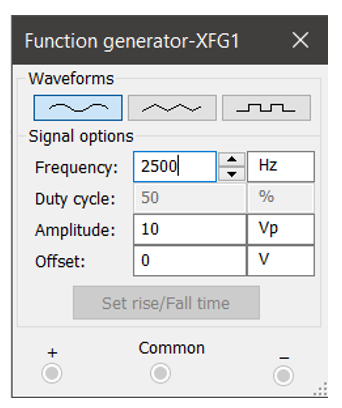 Function generator-XFG1
Waveforms
Signal options
Frequency: 2500 Hz
Duty cycle: 50 %
Amplitude: 10 Vp
Offset: 0 V
Set rise/Fall time
+ Common –